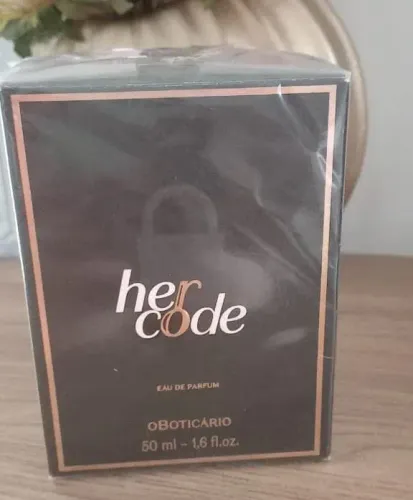 her
code
EAU DE PARFUM
oBOTICÁRIO
50 ml - 1,6 fl.oz.